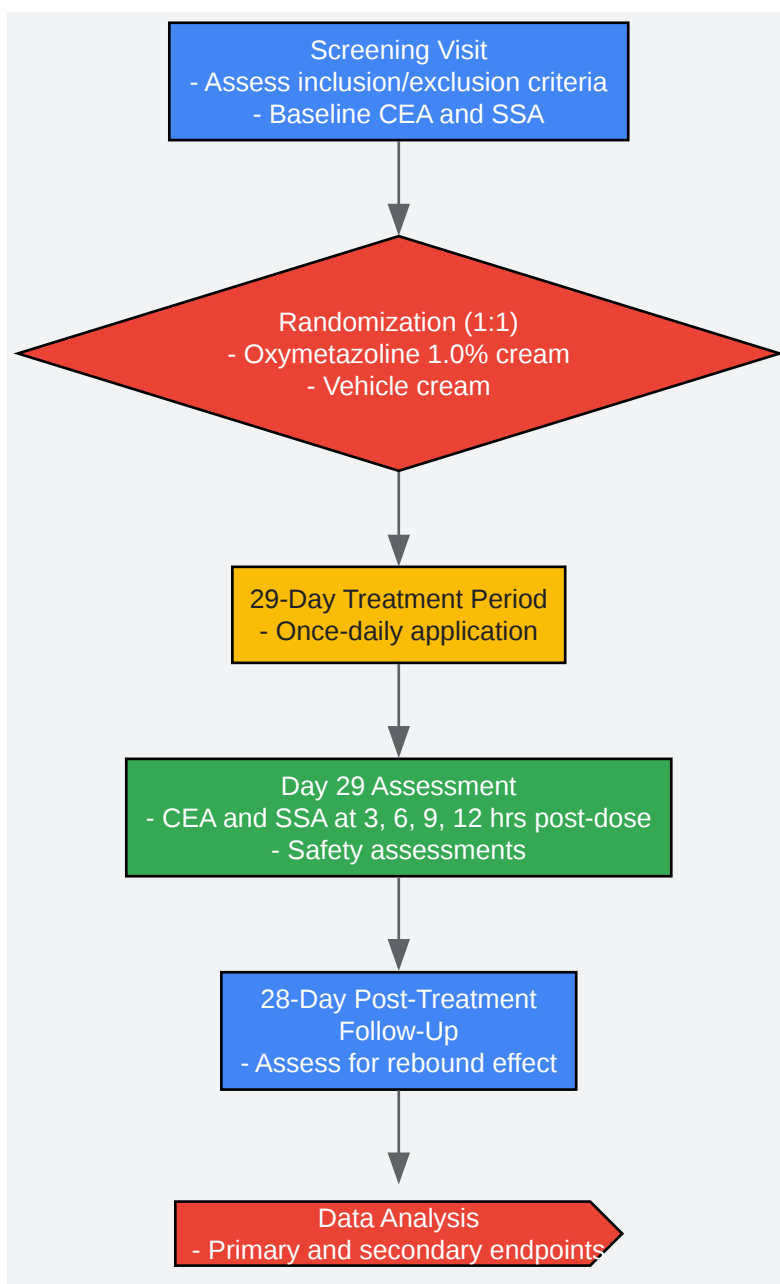 Screening Visit
- Assess inclusion/exclusion criteria
- Baseline CEA and SSA
Randomization (1:1)
- Oxymetazoline 1.0% cream
- Vehicle cream
29-Day Treatment Period
- Once-daily application
Day 29 Assessment
- CEA and SSA at 3, 6, 9, 12 hrs post-dose
- Safety assessments
28-Day Post-Treatment
Follow-Up
- Assess for rebound effect
Data Analysis
- Primary and secondary endpoints